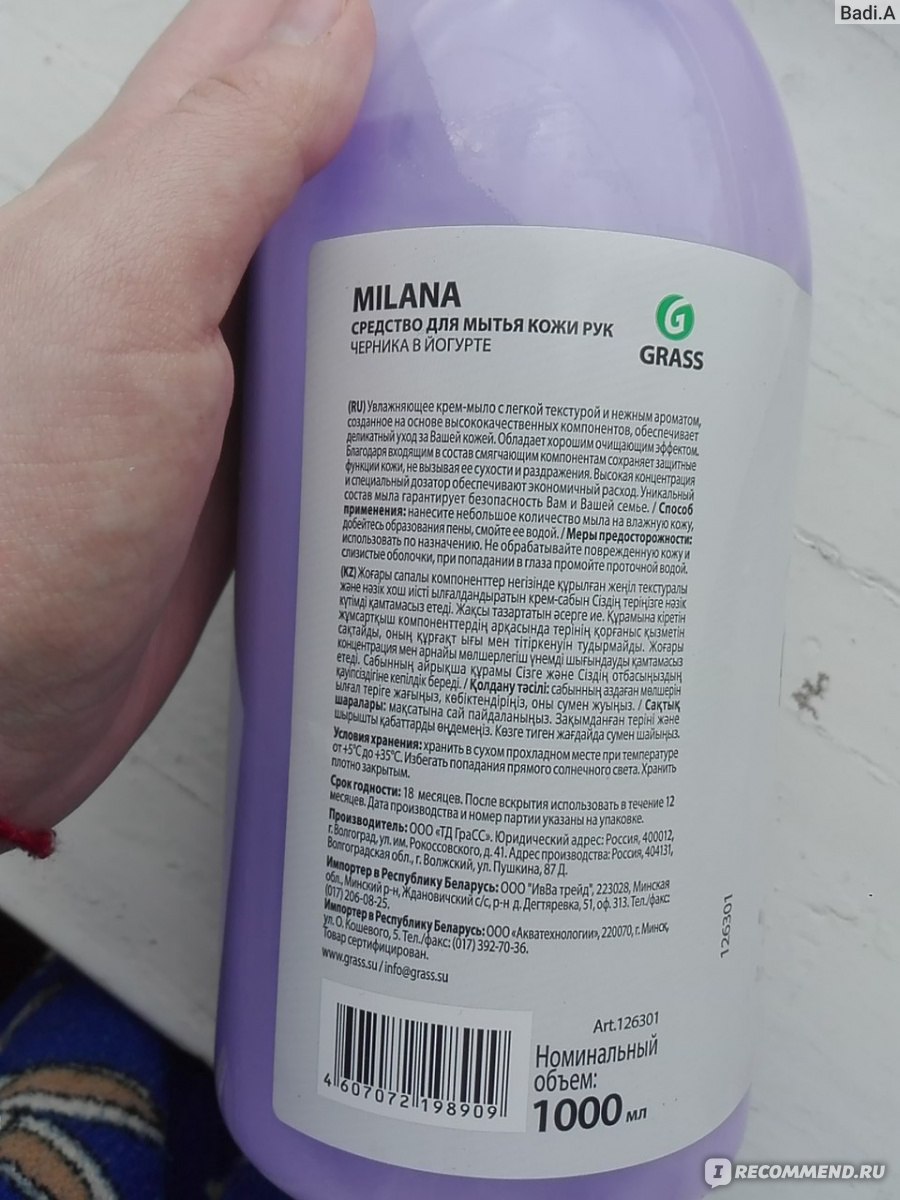 Badi.A
MILANA
СРЕДСТВО ДЛЯ МЫТЬЯ КОЖИ РУК
ЧЕРНИКА В ЙОГУРТЕ
GRASS
(RU) Увлажняющее крем-мыло с легкой текстурой и нежным ароматом,
созданное на основе высококачественных компонентов, обеспечивает
деликатный уход за Вашей кожей. Обладает хорошим очищающим эффектом.
Благодаря входящим в состав смягчающим компонентам сохраняет защитные
функции кожи, не вызывая ее сухости и раздражения. Высокая концентрация
и специальный дозатор обеспечивают экономичный расход. Уникальный
состав мыла гарантирует безопасность Вам и Вашей семье. / Способ
применения: нанесите небольшое количество мыла на влажную кожу,
добейтесь образования пены, смойте ее водой. / Меры предосторожности:
использовать по назначению. Не обрабатывайте поврежденную кожу и
слизистые оболочки, при попадании в глаза промойте проточной водой.
(KZ) Жоғары сапалы компоненттер негізінде құрылған жеңіл текстуралы
және нәзік хош иісті ылғалдандыратын крем-сабын Сіздің теріңізге нәзік
күтімді қамтамасыз етеді. Жақсы тазартатын әсерге ие. Құрамына кіретін
жұмсартқыш компоненттердің арқасында терінің қорғаныс қызметін
сақтайды, оның құрғақт ығы мен тітіркенуін тудырмайды. Жоғары
концентрация мен арнайы мөлшерлегіш үнемді шығындауды қамтамасыз
етеді. Сабынның айрықша құрамы Сізге және Сіздің отбасыңыздың
қауіпсіздігіне кепілдік береді. / Қолдану тәсілі: сабынның аздаған мөлшерін
ылғал теріге жағыңыз, көбіктендіріңіз, оны сумен жуыңыз. / Сақтық
шаралары: мақсатына сай пайдаланыңыз. Зақымданған теріні және
шырышты қабаттарды өңдемеңіз. Көзге тиген жағдайда сумен шайыңыз.
Условия хранения: хранить в сухом прохладном месте при температуре
от +5°C до +35°C. Избегать попадания прямого солнечного света. Хранить
плотно закрытым.
Срок годности: 18 месяцев. После вскрытия использовать в течение 12
месяцев. Дата производства и номер партии указаны на упаковке.
Производитель: ООО «ТД ГраСС». Юридический адрес: Россия, 400012,
г. Волгоград, ул. им. Рокоссовского, д. 41. Адрес производства: Россия, 404131,
Волгоградская обл., г. Волжский, ул. Пушкина, 87 Д.
Импортер в Республику Беларусь: ООО "ИвВа трейд", 223028, Минская
обл., Минский р-н, Ждановичский с/с, р-н д. Дегтяревка, 51, оф. 313. Тел./факс:
(017) 206-08-25.
Импортер в Республику Беларусь: ООО «Акватехнологии», 220070, г. Минск,
ул. О. Кошевого, 5. Тел./факс: (017) 392-70-36.
Товар сертифицирован.
www.grass.su / info@grass.su
126301
Art.126301
Номинальный
объем:
1000 мл
4 607072 198909
IRECOMMEND.RU